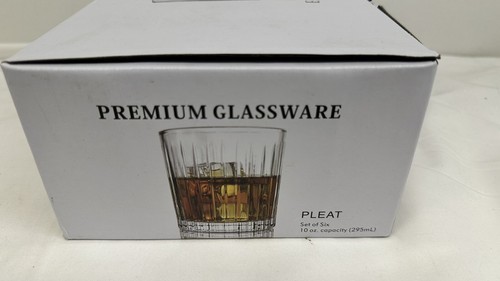 PREMIUM GLASSWARE
PLEAT
Set of Six
10 oz. capacity (295mL)